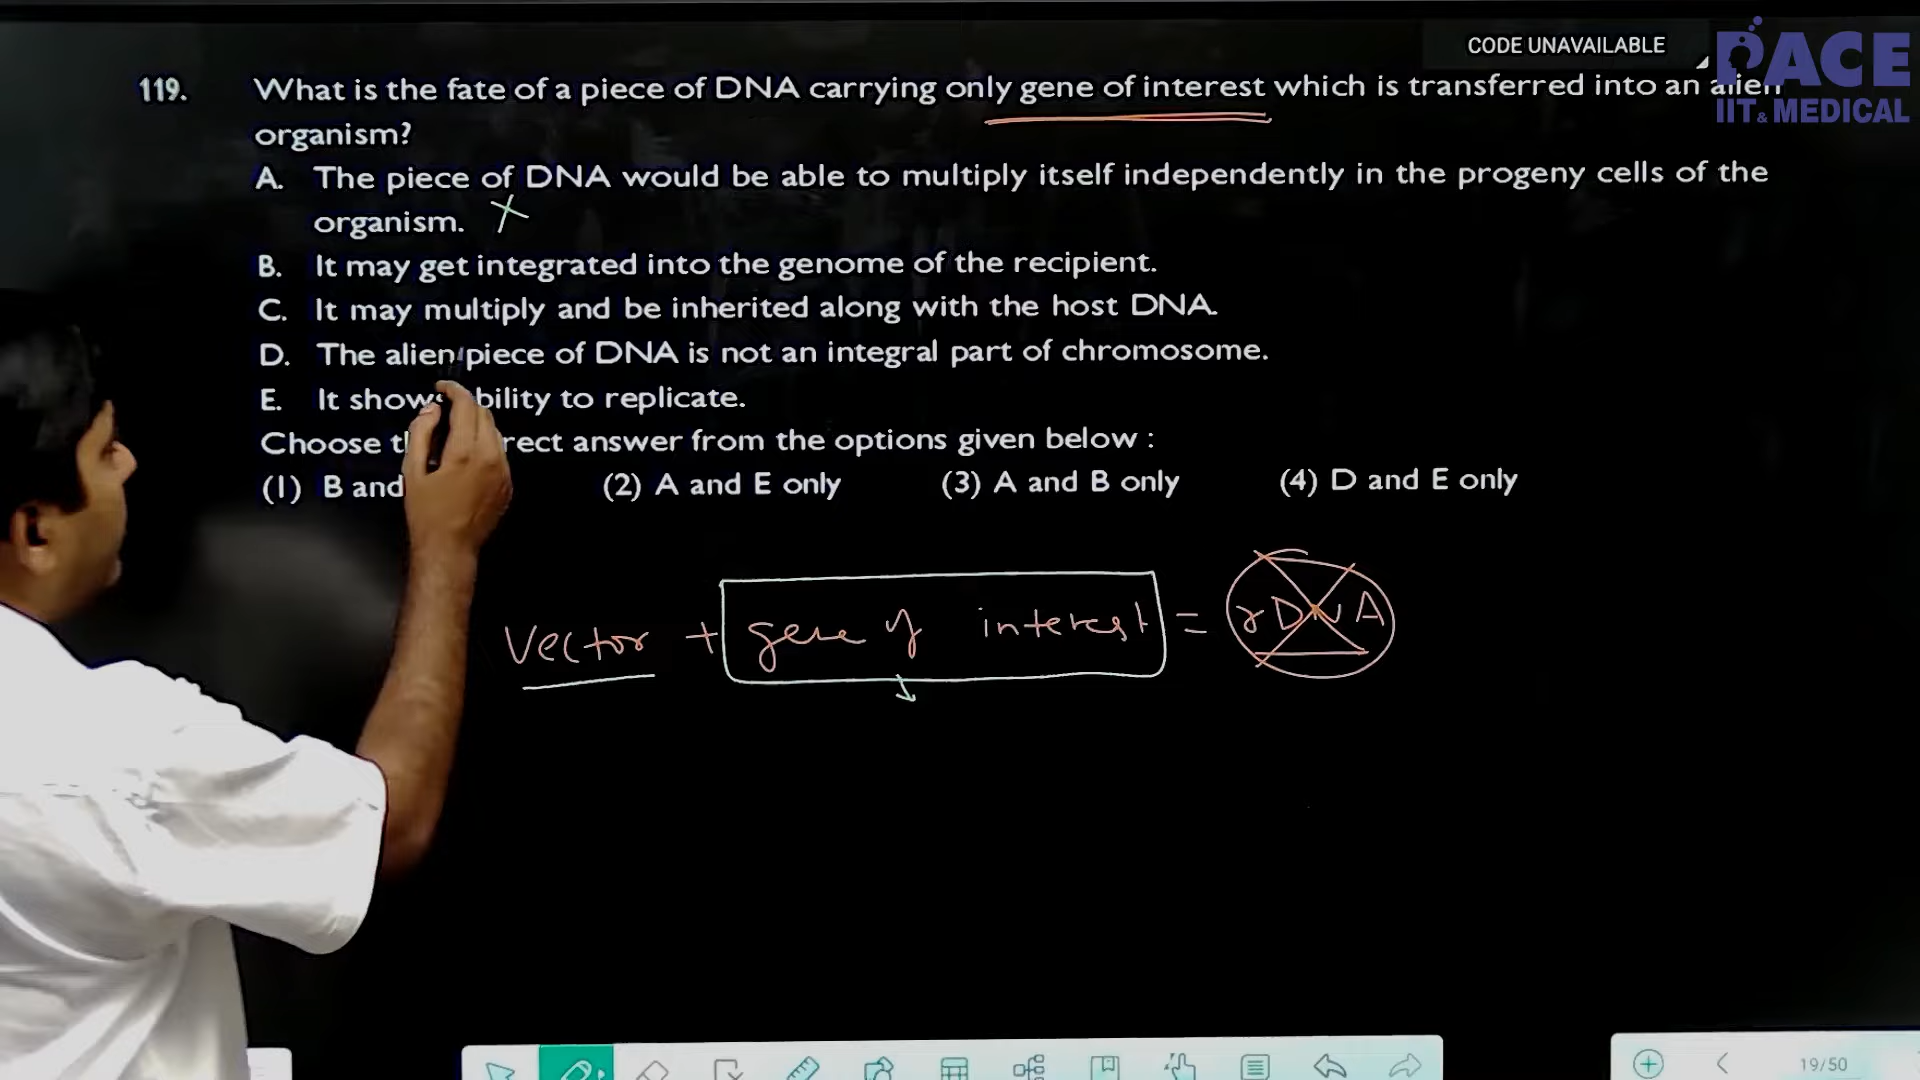 CODE UNAVAILABLE
PACE
IIT & MEDICAL
119. What is the fate of a piece of DNA carrying only gene of interest which is transferred into an alien
organism?
A. The piece of DNA would be able to multiply itself independently in the progeny cells of the
organism.
B. It may get integrated into the genome of the recipient.
C. It may multiply and be inherited along with the host DNA.
D. The alien piece of DNA is not an integral part of chromosome.
E. It shows bility to replicate.
Choose rect answer from the options given below :
(1) B and (2) A and E only (3) A and B only (4) D and E only
Vector + gene of interest = rDNA
19/50